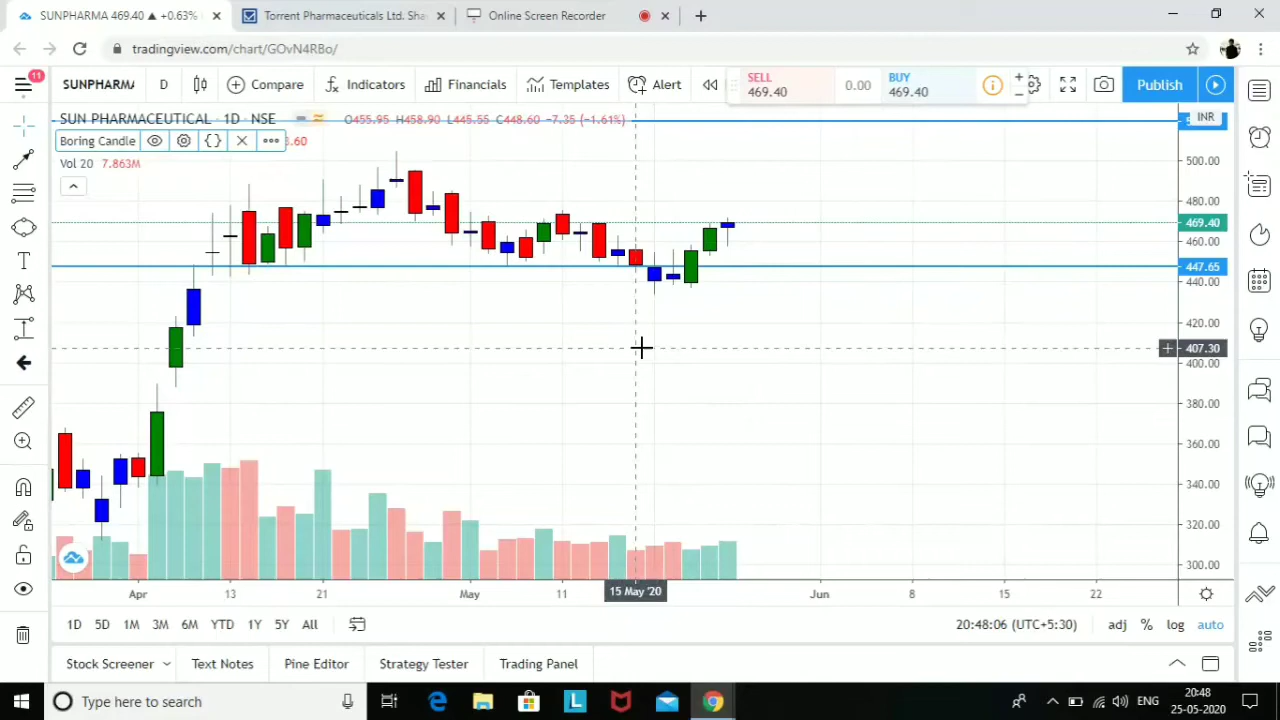 SUNPHARMA 469.40 ▲ +0.63%
Torrent Pharmaceuticals Ltd. Sha
Online Screen Recorder
tradingview.com/chart/GOvN4RBo/
11
SUNPHARMA
D
Compare
Indicators
Financials
Templates
Alert
SELL
469.40
0.00
BUY
469.40
Publish
SUN PHARMACEUTICAL · 1D · NSE
O455.95 H458.90 L445.55 C448.60 −7.35 (−1.61%)
INR
Boring Candle
3.60
Vol 20 7.863M
500.00
480.00
469.40
460.00
447.65
440.00
420.00
407.30
400.00
380.00
360.00
340.00
320.00
300.00
Apr 13 21 May 11 15 May '20 Jun 8 15 22
1D 5D 1M 3M 6M YTD 1Y 5Y All
20:48:06 (UTC+5:30) adj % log auto
Stock Screener Text Notes Pine Editor Strategy Tester Trading Panel
Type here to search
ENG
20:48
25-05-2020